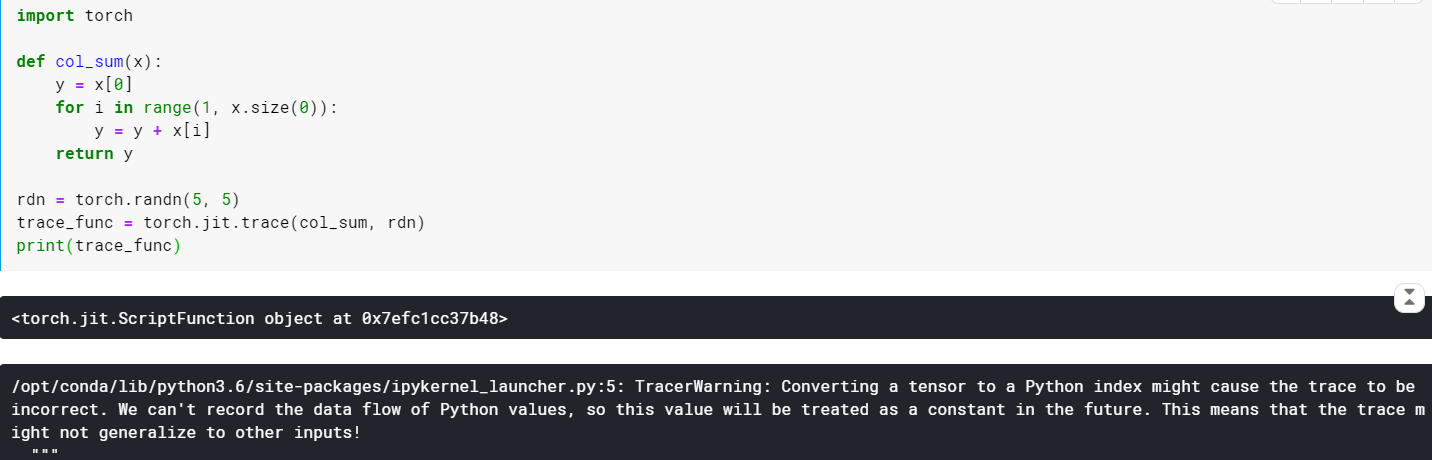 import torch
def col_sum(x):
    y = x[0]
    for i in range(1, x.size(0)):
        y = y + x[i]
    return y
rdn = torch.randn(5, 5)
trace_func = torch.jit.trace(col_sum, rdn)
print(trace_func)
<torch.jit.ScriptFunction object at 0x7efc1cc37b48>
/opt/conda/lib/python3.6/site-packages/ipykernel_launcher.py:5: TracerWarning: Converting a tensor to a Python index might cause the trace to be
incorrect. We can't record the data flow of Python values, so this value will be treated as a constant in the future. This means that the trace m
ight not generalize to other inputs!
  """